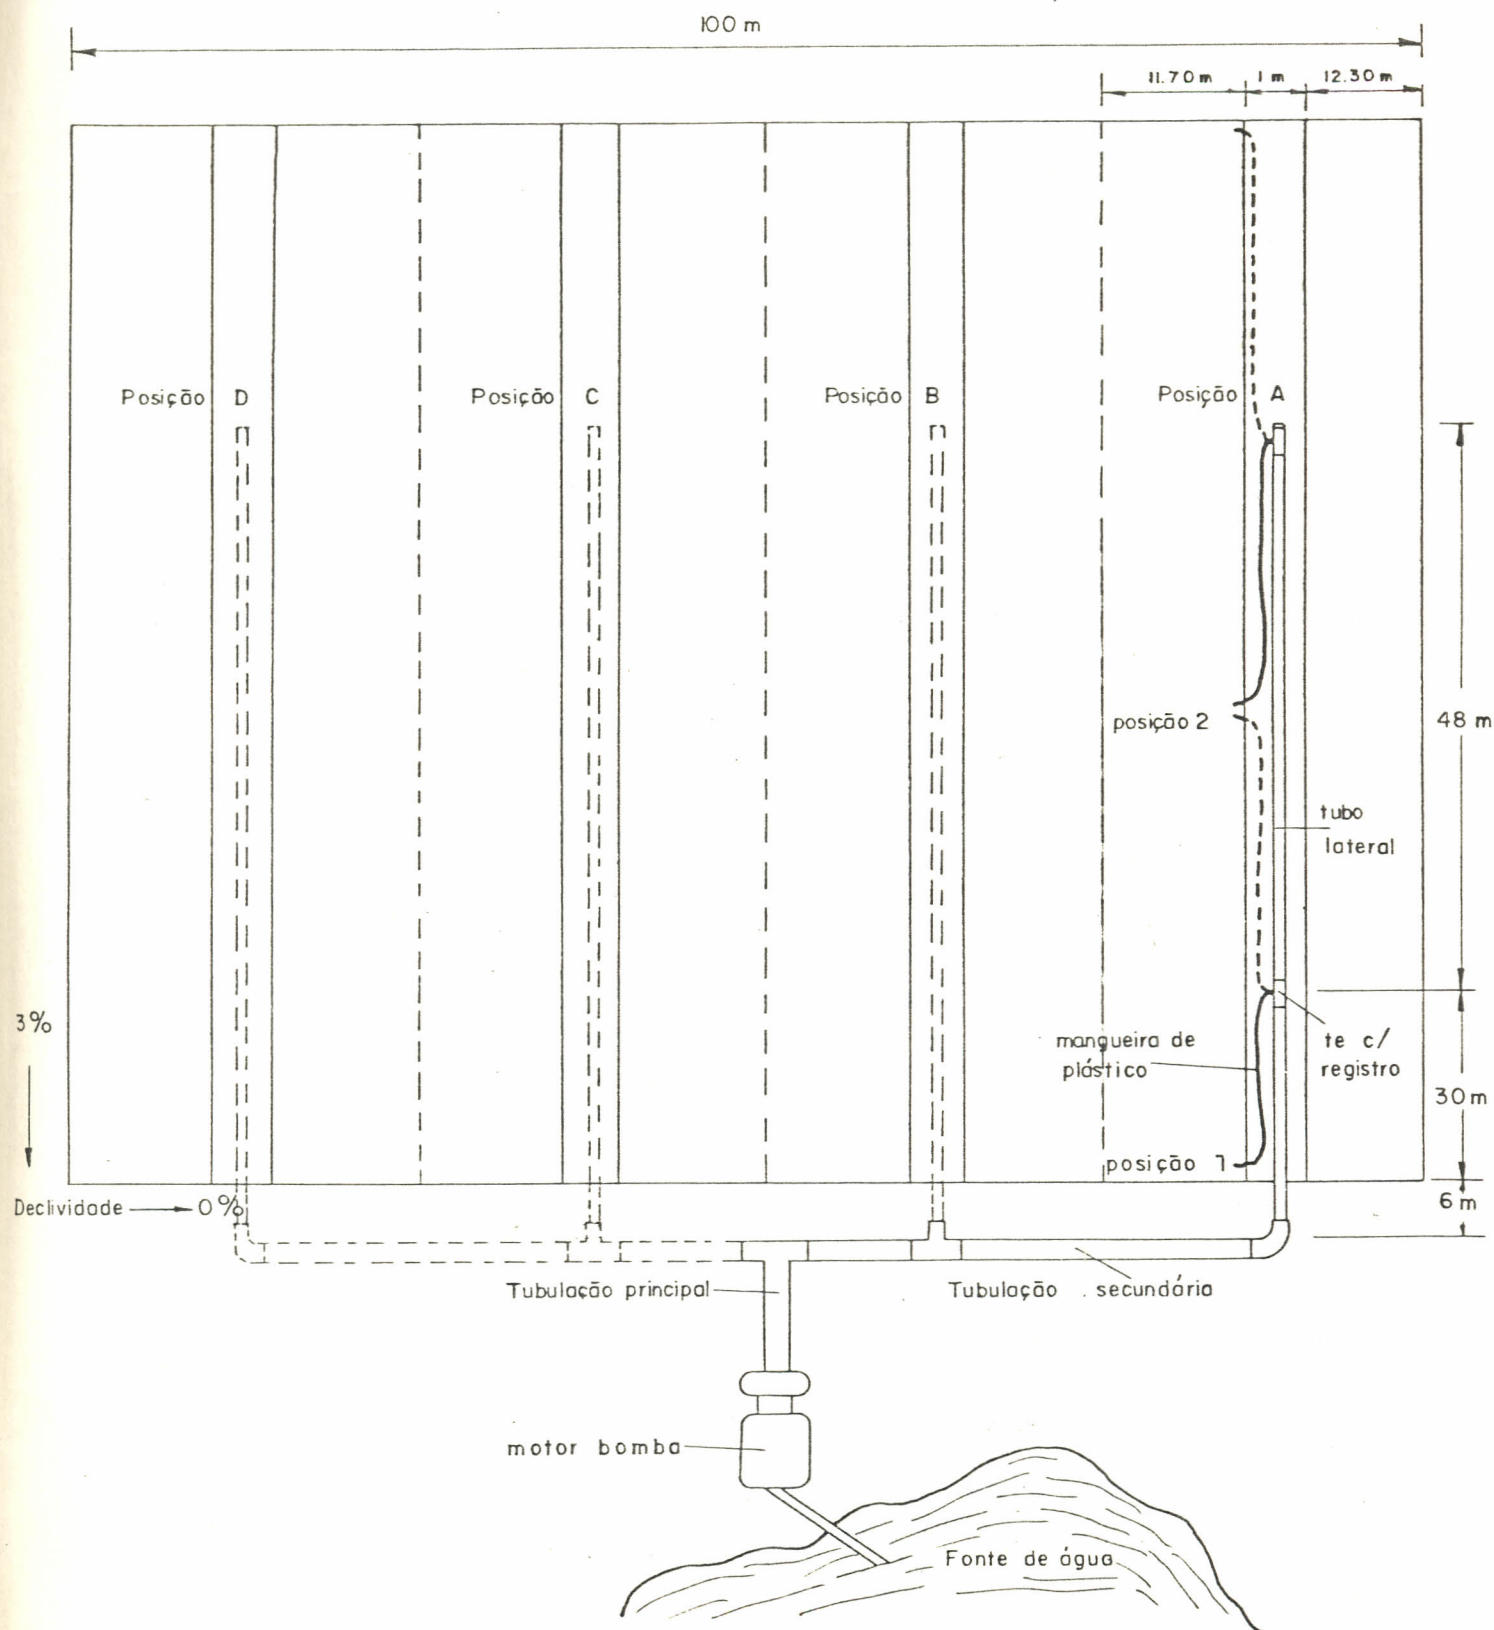 100 m
11.70 m
1 m
12.30 m
Posição D
Posição C
Posição B
Posição A
posição 2
48 m
tubo
lateral
3%
mangueira de
plástico
te c/
registro
30 m
posição 1
Declividade
0%
6 m
Tubulação principal
Tubulação . secundária
motor bomba
Fonte de água